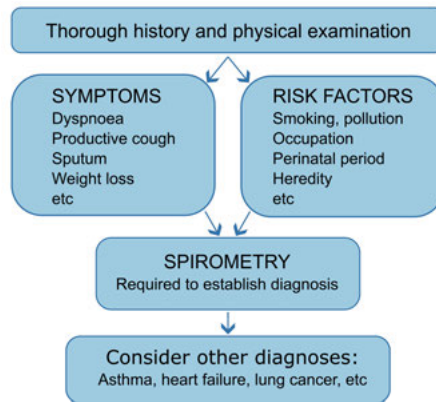 Thorough history and physical examination
SYMPTOMS
Dyspnoea
Productive cough
Sputum
Weight loss
etc
RISK FACTORS
Smoking, pollution
Occupation
Perinatal period
Heredity
etc
SPIROMETRY
Required to establish diagnosis
Consider other diagnoses:
Asthma, heart failure, lung cancer, etc